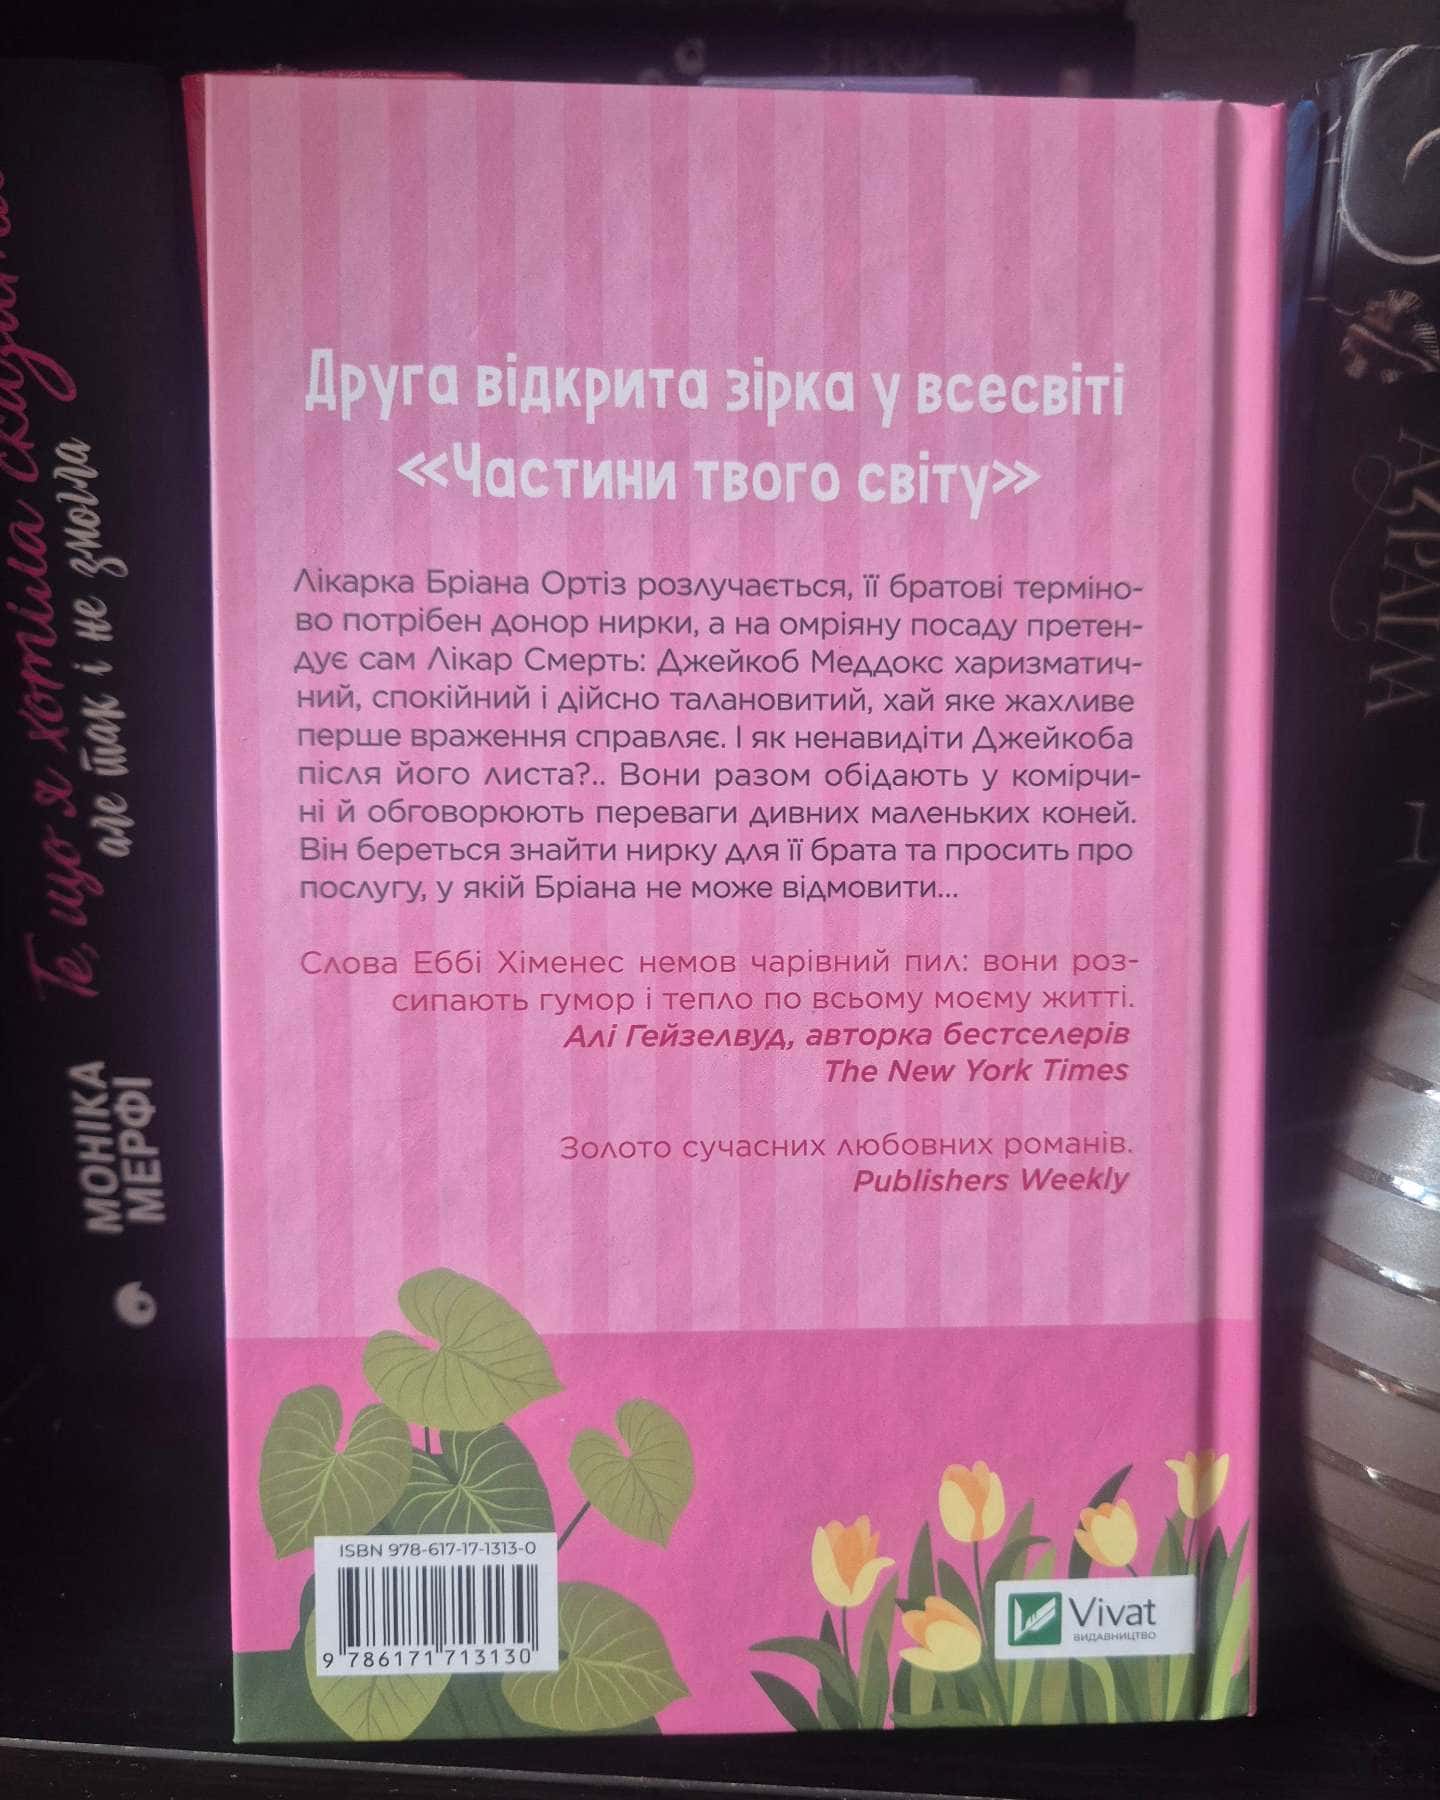 Друга відкрита зірка у всесвіті
«Частини твого світу»
Лікарка Бріана Ортіз розлучається, її братові терміно-
во потрібен донор нирки, а на омріяну посаду претен-
дує сам Лікар Смерть: Джейкоб Меддокс харизматич-
ний, спокійний і дійсно талановитий, хай яке жахливе
перше враження справляє. І як ненавидіти Джейкоба
після його листа?.. Вони разом обідають у комірчи-
ні й обговорюють переваги дивних маленьких коней.
Він береться знайти нирку для її брата та просить про
послугу, у якій Бріана не може відмовити...
Слова Еббі Хіменес немов чарівний пил: вони роз-
сипають гумор і тепло по всьому моєму житті.
Алі Гейзелвуд, авторка бестселерів
The New York Times
Золото сучасних любовних романів.
Publishers Weekly
ISBN 978-617-17-1313-0
9 786171 713130
Vivat
ВИДАВНИЦТВО
Те, що я хотіла сказати
але так і не змогла
МОНІКА
МЕРФІ